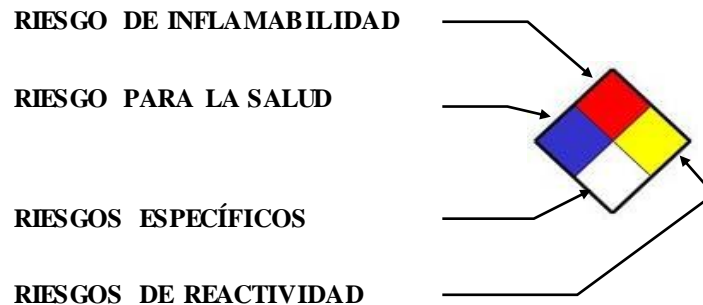 RIESGO DE INFLAMABILIDAD
RIESGO PARA LA SALUD
RIESGOS ESPECÍFICOS
RIESGOS DE REACTIVIDAD